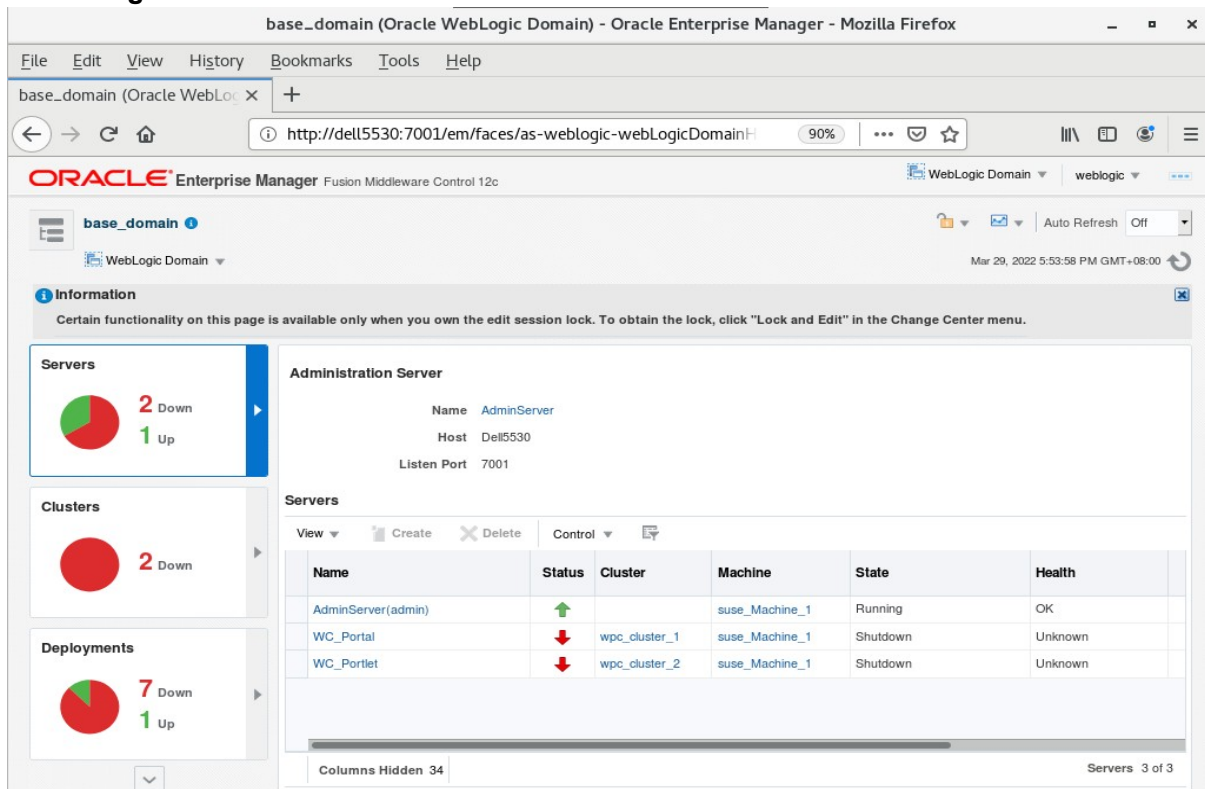 base_domain (Oracle WebLogic Domain) - Oracle Enterprise Manager - Mozilla Firefox
File Edit View History Bookmarks Tools Help
base_domain (Oracle WebLog
http://dell5530:7001/em/faces/as-weblogic-webLogicDomainH 90%
ORACLE Enterprise Manager Fusion Middleware Control 12c WebLogic Domain weblogic
base_domain Auto Refresh Off
WebLogic Domain Mar 29, 2022 5:53:58 PM GMT+08:00
Information
Certain functionality on this page is available only when you own the edit session lock. To obtain the lock, click "Lock and Edit" in the Change Center menu.
Servers
2 Down
1 Up
Clusters
2 Down
Deployments
7 Down
1 Up
Administration Server
Name AdminServer
Host Dell5530
Listen Port 7001
Servers
View Create Delete Control
Name Status Cluster Machine State Health
AdminServer(admin) suse_Machine_1 Running OK
WC_Portal wpc_cluster_1 suse_Machine_1 Shutdown Unknown
WC_Portlet wpc_cluster_2 suse_Machine_1 Shutdown Unknown
Columns Hidden 34 Servers 3 of 3